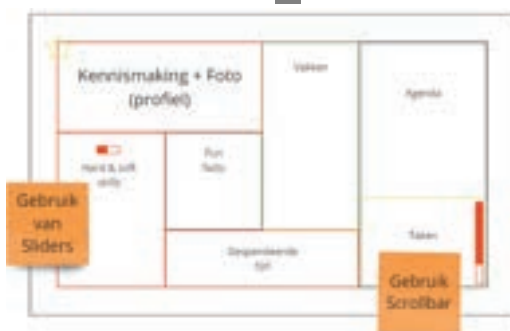 Kennismaking + Foto
(profiel)
Vakken
Agenda
Hard & soft
skills
Fun
facts
Gebruik
van
Sliders
Gespendeerde
tijd
Taken
Gebruik
Scrollbar